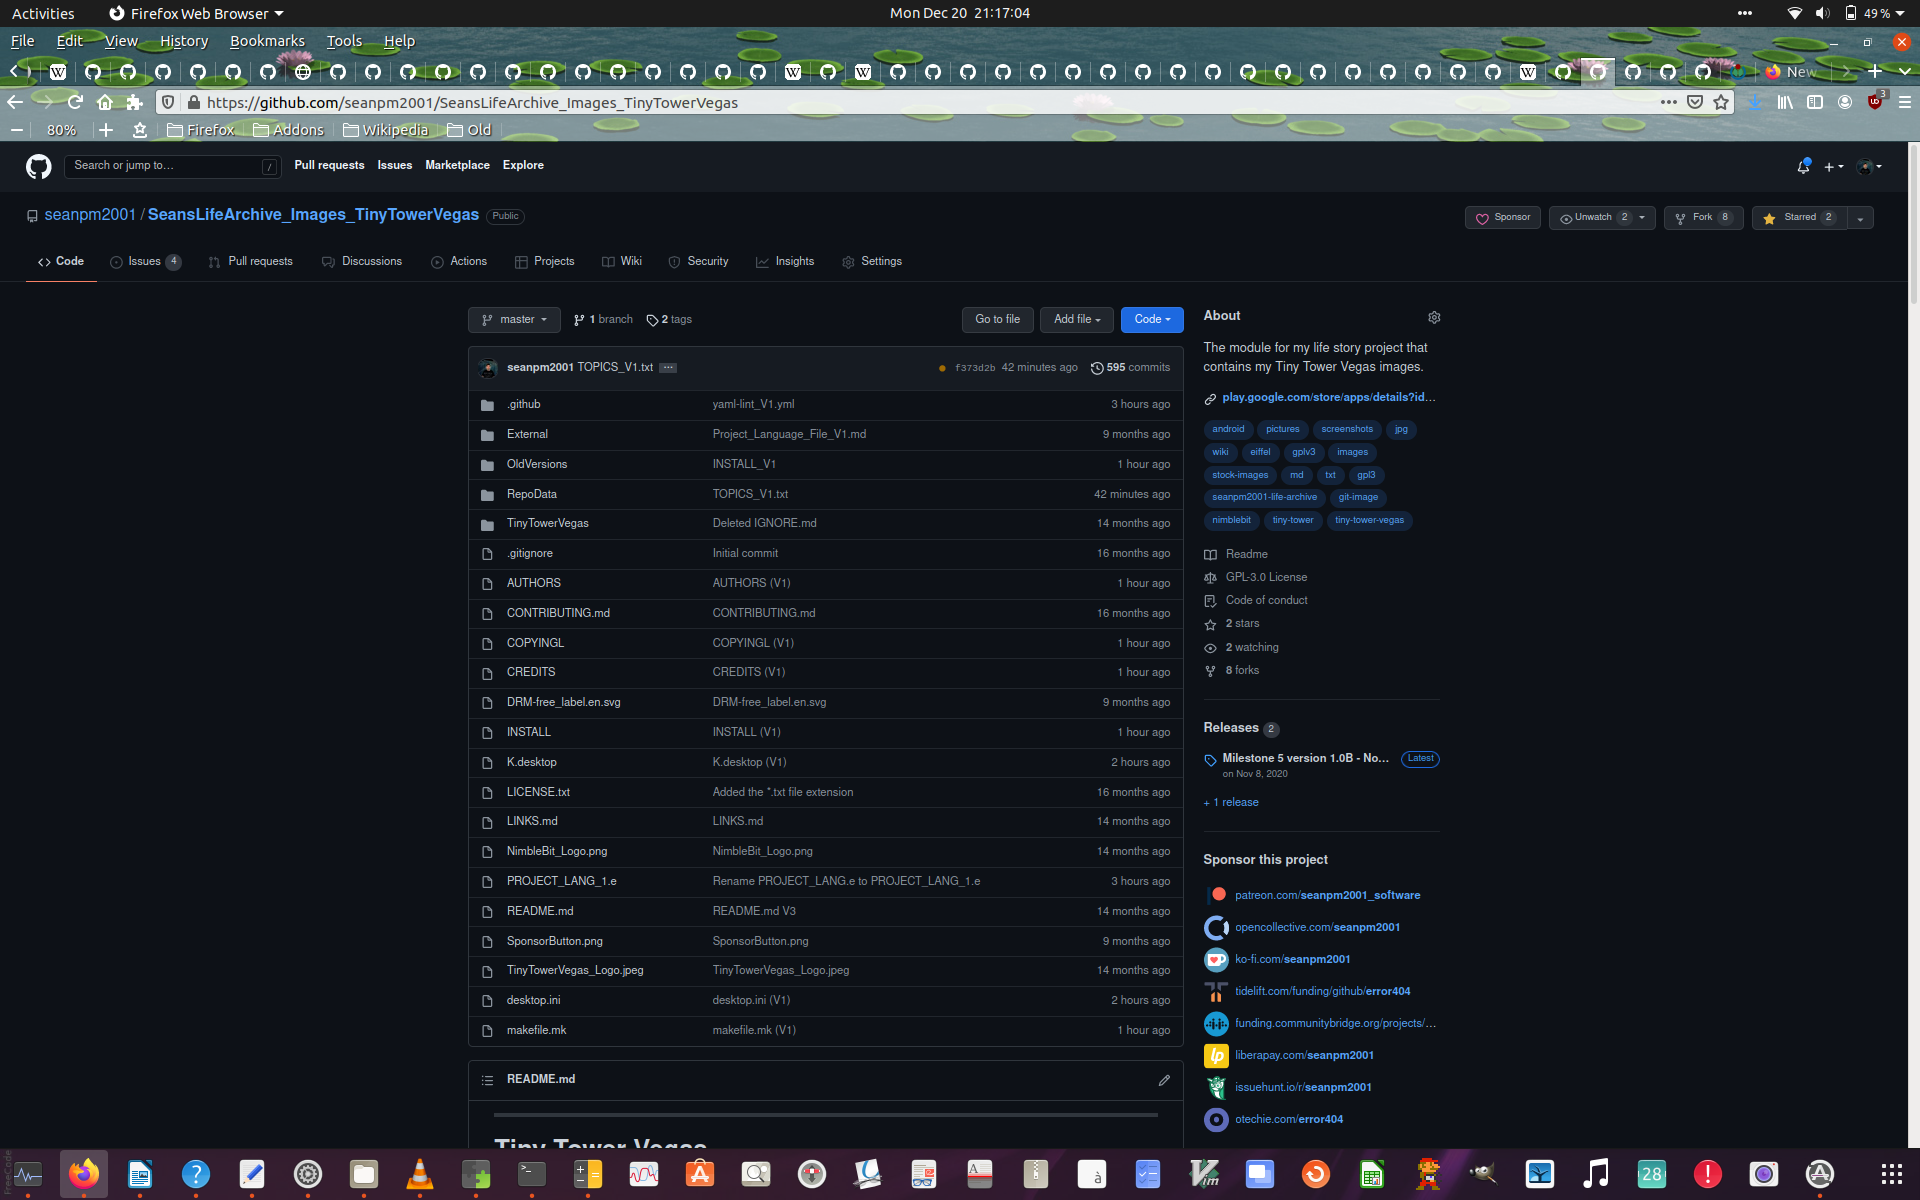 Activities Firefox Web Browser Mon Dec 20 21:17:04 49 %
File Edit View History Bookmarks Tools Help
New
https://github.com/seanpm2001/SeansLifeArchive_Images_TinyTowerVegas 3
80% Firefox Addons Wikipedia Old
Search or jump to… / Pull requests Issues Marketplace Explore
seanpm2001 / SeansLifeArchive_Images_TinyTowerVegas Public Sponsor Unwatch 2 Fork 8 Starred 2
Code Issues 4 Pull requests Discussions Actions Projects Wiki Security Insights Settings
master 1 branch 2 tags Go to file Add file Code
seanpm2001 TOPICS_V1.txt f373d2b 42 minutes ago 595 commits
.github yaml-lint_V1.yml 3 hours ago
External Project_Language_File_V1.md 9 months ago
OldVersions INSTALL_V1 1 hour ago
RepoData TOPICS_V1.txt 42 minutes ago
TinyTowerVegas Deleted IGNORE.md 14 months ago
.gitignore Initial commit 16 months ago
AUTHORS AUTHORS (V1) 1 hour ago
CONTRIBUTING.md CONTRIBUTING.md 16 months ago
COPYINGL COPYINGL (V1) 1 hour ago
CREDITS CREDITS (V1) 1 hour ago
DRM-free_label.en.svg DRM-free_label.en.svg 9 months ago
INSTALL INSTALL (V1) 1 hour ago
K.desktop K.desktop (V1) 2 hours ago
LICENSE.txt Added the *.txt file extension 16 months ago
LINKS.md LINKS.md 14 months ago
NimbleBit_Logo.png NimbleBit_Logo.png 14 months ago
PROJECT_LANG_1.e Rename PROJECT_LANG.e to PROJECT_LANG_1.e 3 hours ago
README.md README.md V3 14 months ago
SponsorButton.png SponsorButton.png 9 months ago
TinyTowerVegas_Logo.jpeg TinyTowerVegas_Logo.jpeg 14 months ago
desktop.ini desktop.ini (V1) 2 hours ago
makefile.mk makefile.mk (V1) 1 hour ago
README.md
Tiny Tower Vegas
About
The module for my life story project that
contains my Tiny Tower Vegas images.
play.google.com/store/apps/details?id…
android pictures screenshots jpg
wiki eiffel gplv3 images
stock-images md txt gpl3
seanpm2001-life-archive git-image
nimblebit tiny-tower tiny-tower-vegas
Readme
GPL-3.0 License
Code of conduct
2 stars
2 watching
8 forks
Releases 2
Milestone 5 version 1.0B - No… Latest
on Nov 8, 2020
+ 1 release
Sponsor this project
patreon.com/seanpm2001_software
opencollective.com/seanpm2001
ko-fi.com/seanpm2001
tidelift.com/funding/github/error404
funding.communitybridge.org/projects/…
liberapay.com/seanpm2001
issuehunt.io/r/seanpm2001
otechie.com/error404
28